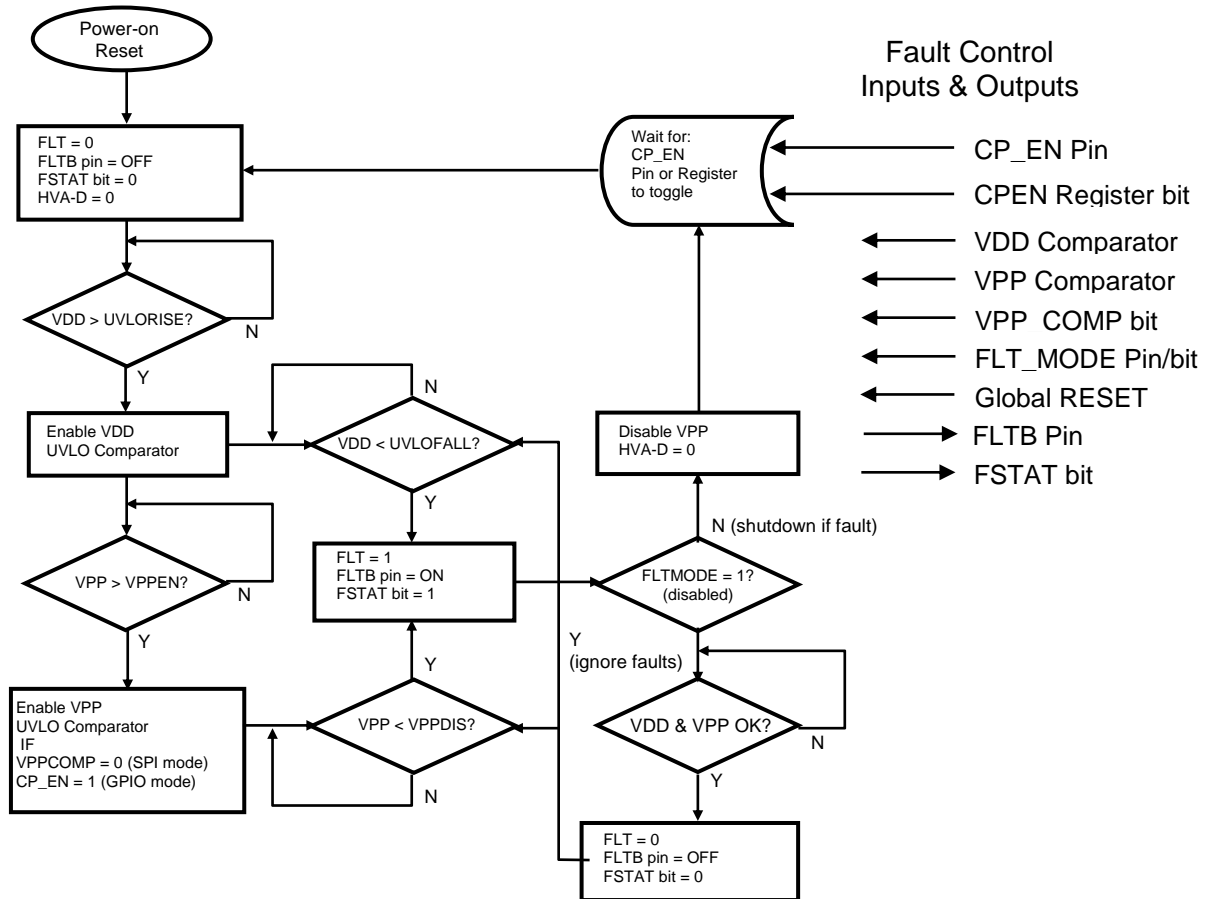 Power-on
Reset
Fault Control
Inputs & Outputs
FLT = 0
FLTB pin = OFF
FSTAT bit = 0
HVA-D = 0
Wait for:
CP_EN
Pin or Register
to toggle
CP_EN Pin
CPEN Register bit
VDD Comparator
VPP Comparator
VPP COMP bit
FLT_MODE Pin/bit
Global RESET
FLTB Pin
FSTAT bit
VDD > UVLORISE?
N
Y
Enable VDD
UVLO Comparator
N
VDD < UVLOFALL?
Y
Disable VPP
HVA-D = 0
N (shutdown if fault)
VPP > VPPEN?
N
Y
FLT = 1
FLTB pin = ON
FSTAT bit = 1
FLTMODE = 1?
(disabled)
Y
(ignore faults)
Enable VPP
UVLO Comparator
IF
VPPCOMP = 0 (SPI mode)
CP_EN = 1 (GPIO mode)
Y
VPP < VPPDIS?
N
VDD & VPP OK?
N
Y
FLT = 0
FLTB pin = OFF
FSTAT bit = 0